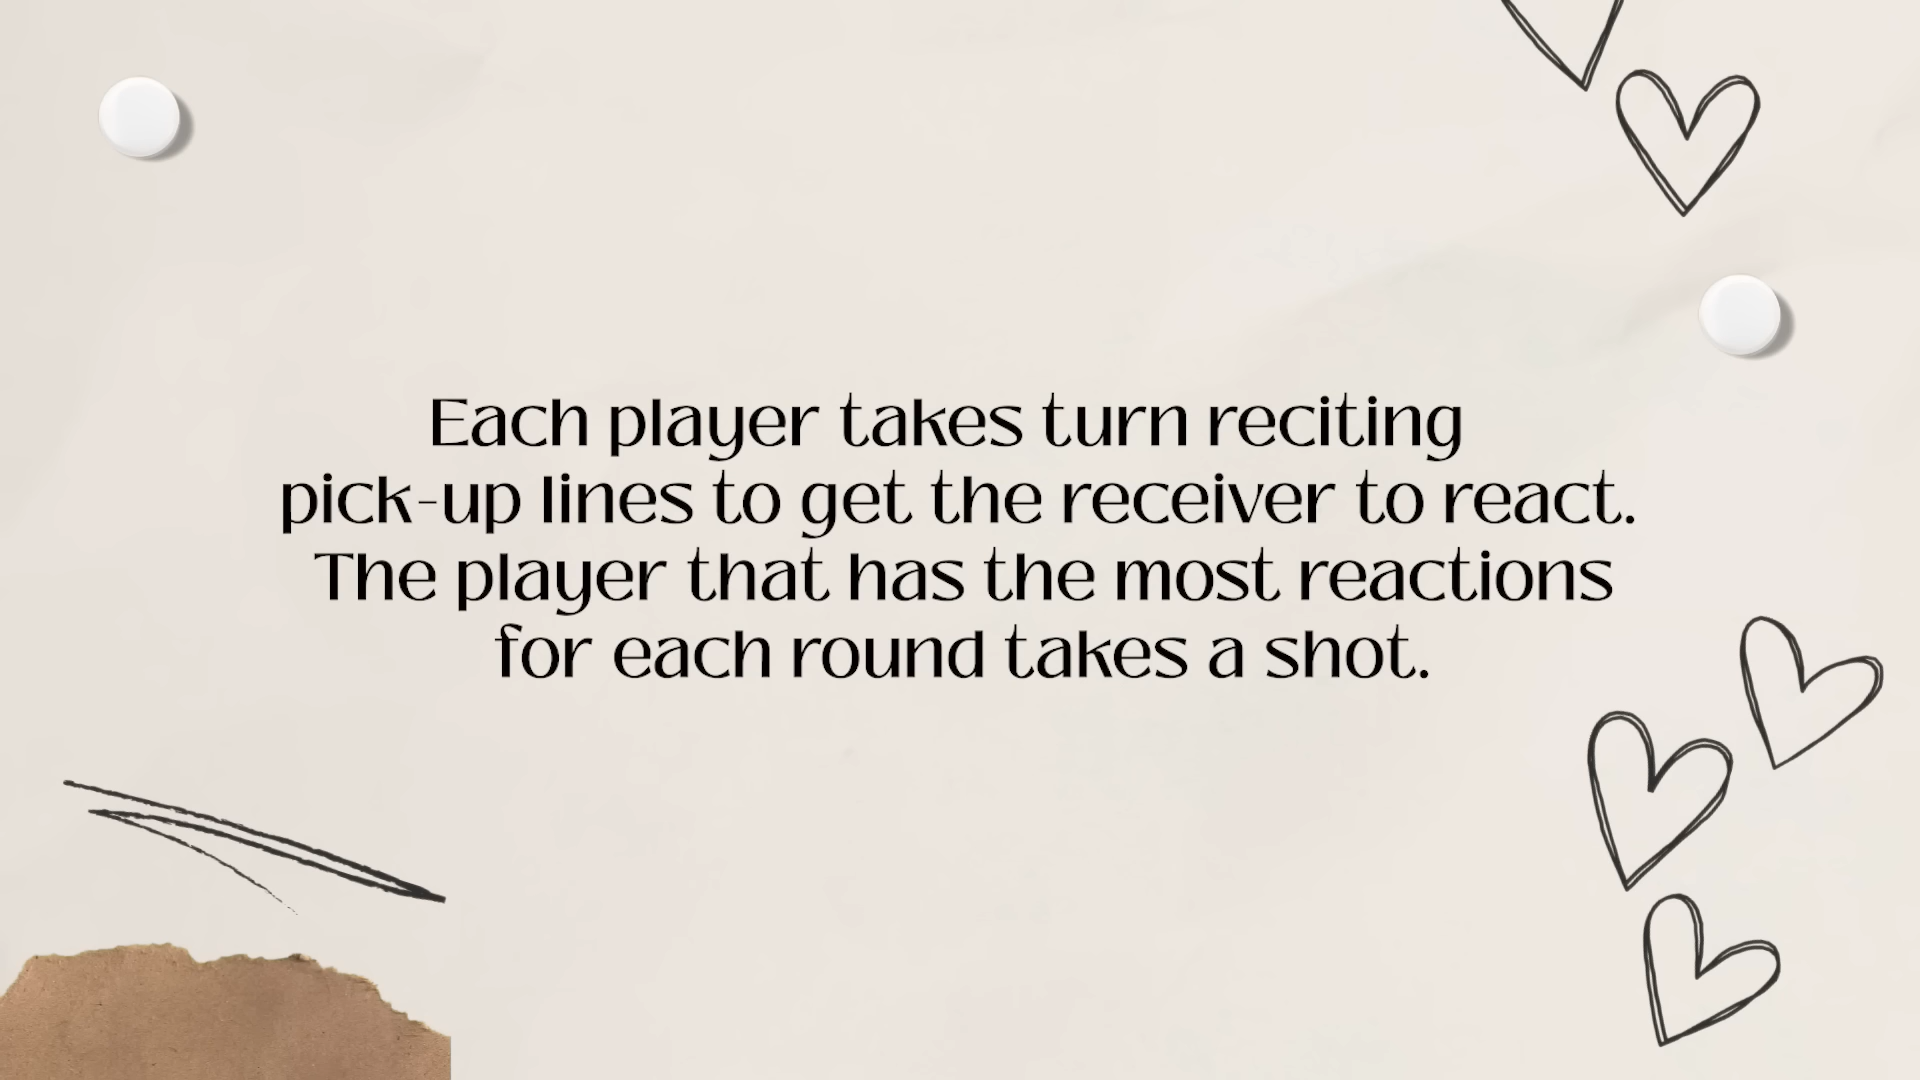 Each player takes turn reciting
pick-up lines to get the receiver to react.
The player that has the most reactions
for each round takes a shot.